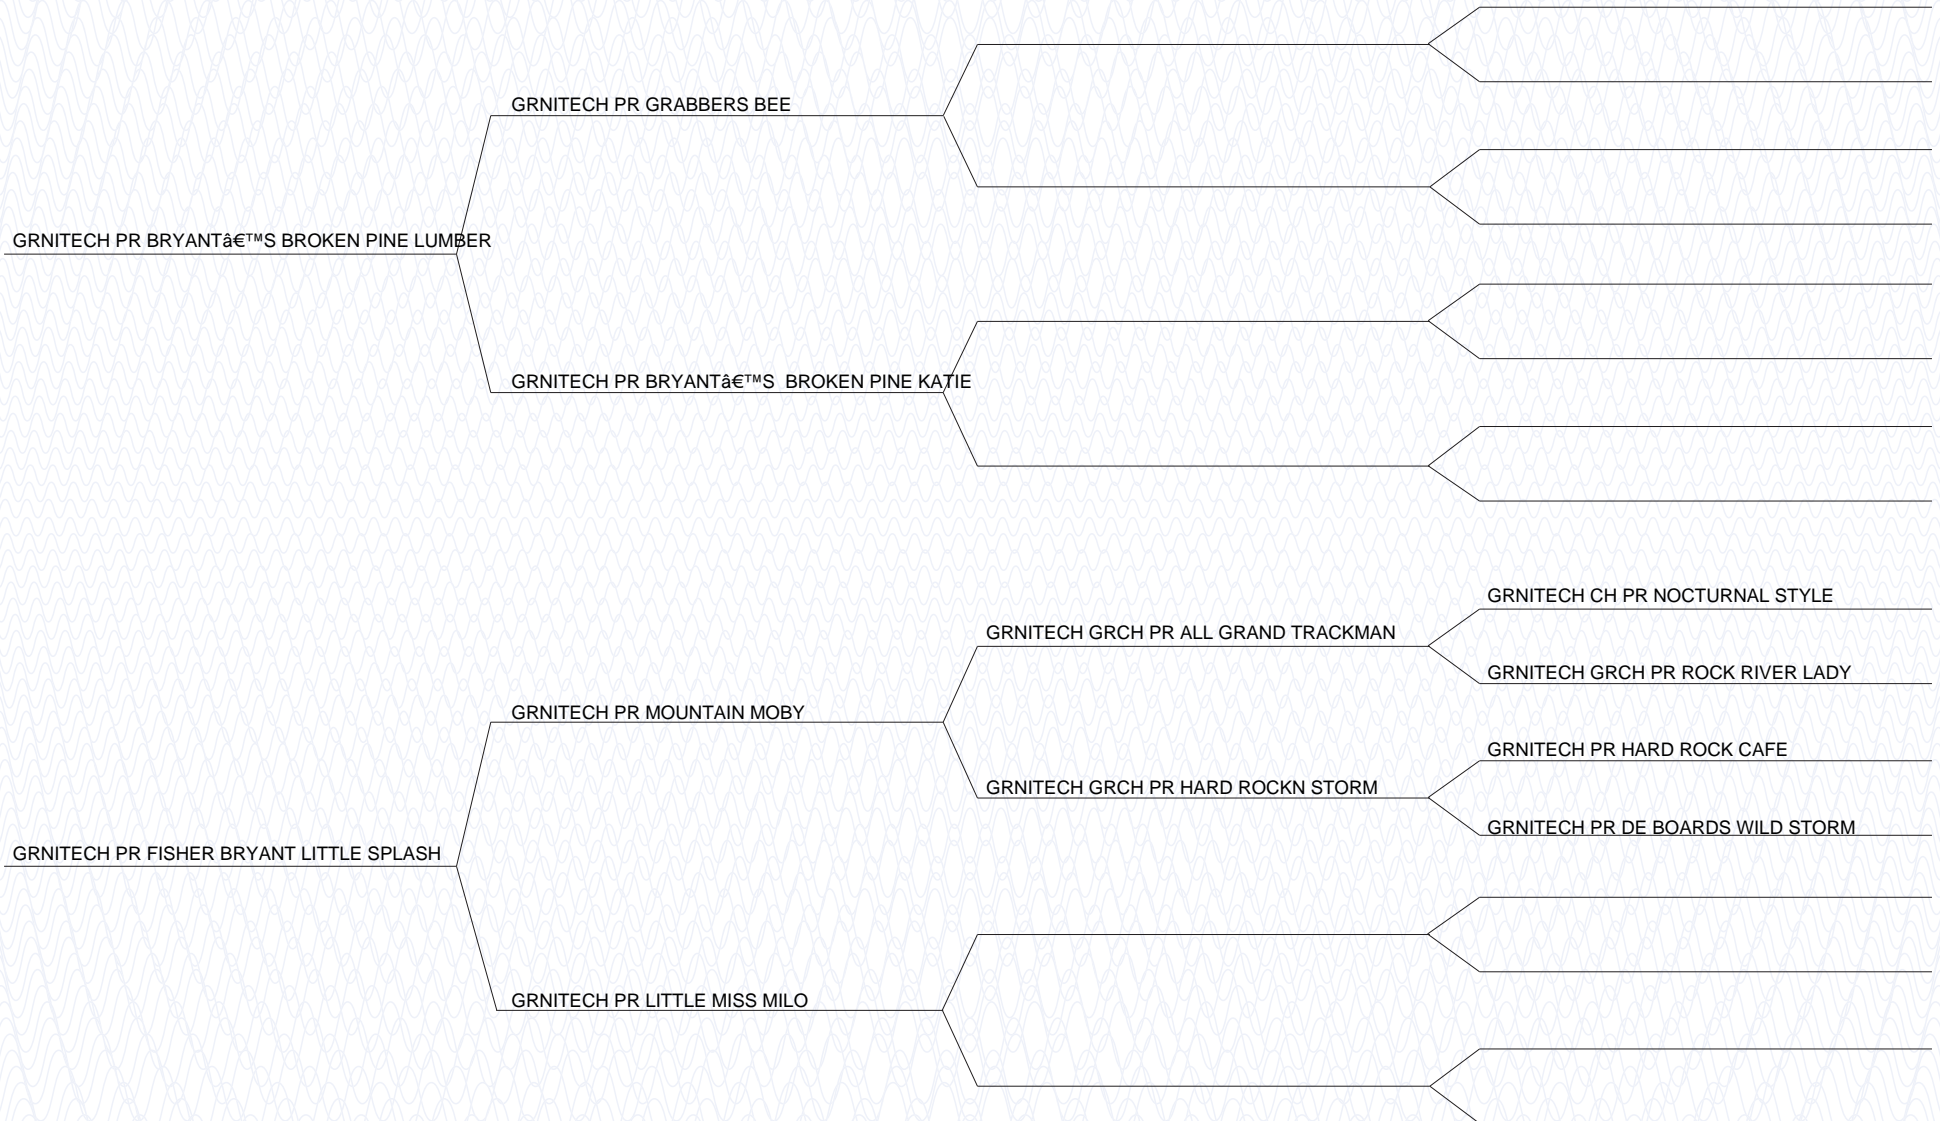 GRNITECH PR GRABBERS BEE
GRNITECH PR BRYANTâ€™S BROKEN PINE LUMBER
GRNITECH PR BRYANTâ€™S  BROKEN PINE KATIE
GRNITECH CH PR NOCTURNAL STYLE
GRNITECH GRCH PR ALL GRAND TRACKMAN
GRNITECH GRCH PR ROCK RIVER LADY
GRNITECH PR MOUNTAIN MOBY
GRNITECH PR HARD ROCK CAFE
GRNITECH GRCH PR HARD ROCKN STORM
GRNITECH PR DE BOARDS WILD STORM
GRNITECH PR FISHER BRYANT LITTLE SPLASH
GRNITECH PR LITTLE MISS MILO